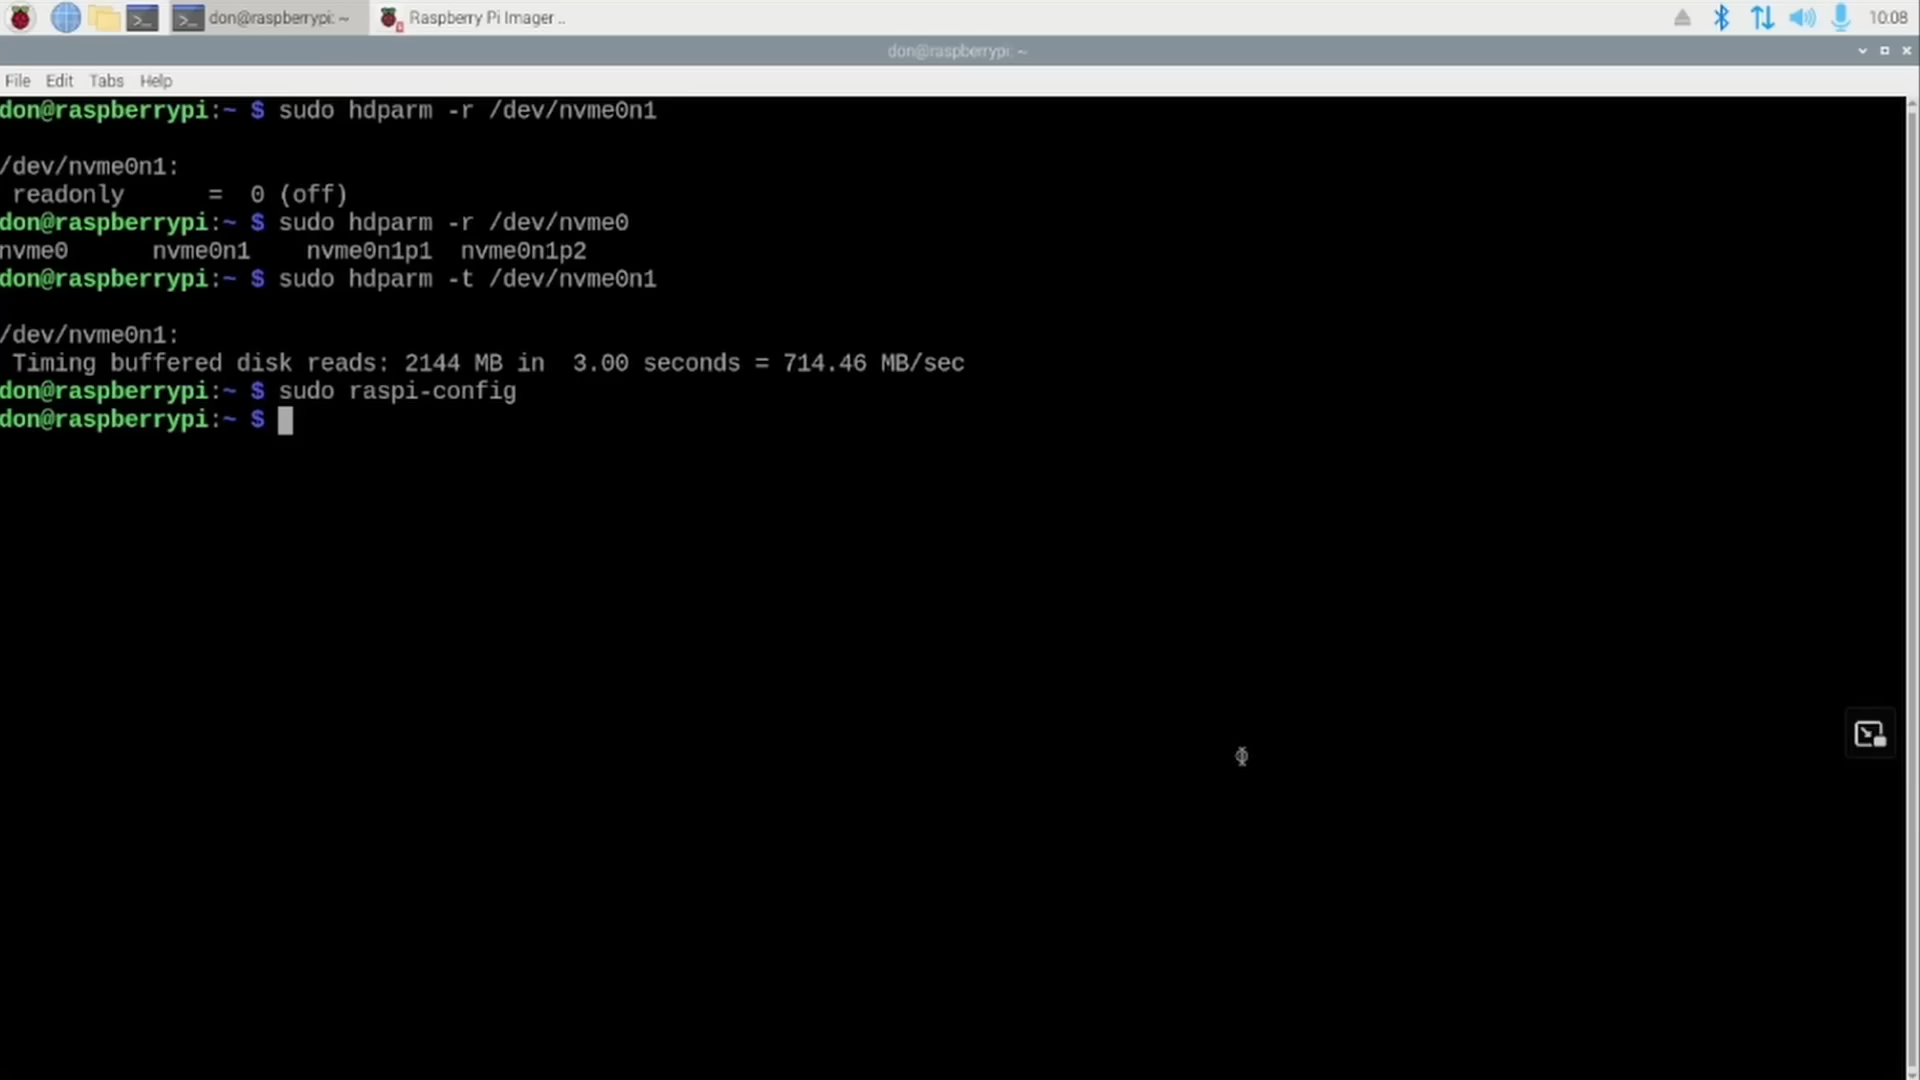 don@raspberrypi: ~
Raspberry Pi Imager ..
10:08
don@raspberrypi: ~
File Edit Tabs Help
don@raspberrypi:~ $ sudo hdparm -r /dev/nvme0n1
/dev/nvme0n1:
readonly = 0 (off)
don@raspberrypi:~ $ sudo hdparm -r /dev/nvme0
nvme0 nvme0n1 nvme0n1p1 nvme0n1p2
don@raspberrypi:~ $ sudo hdparm -t /dev/nvme0n1
/dev/nvme0n1:
Timing buffered disk reads: 2144 MB in 3.00 seconds = 714.46 MB/sec
don@raspberrypi:~ $ sudo raspi-config
don@raspberrypi:~ $